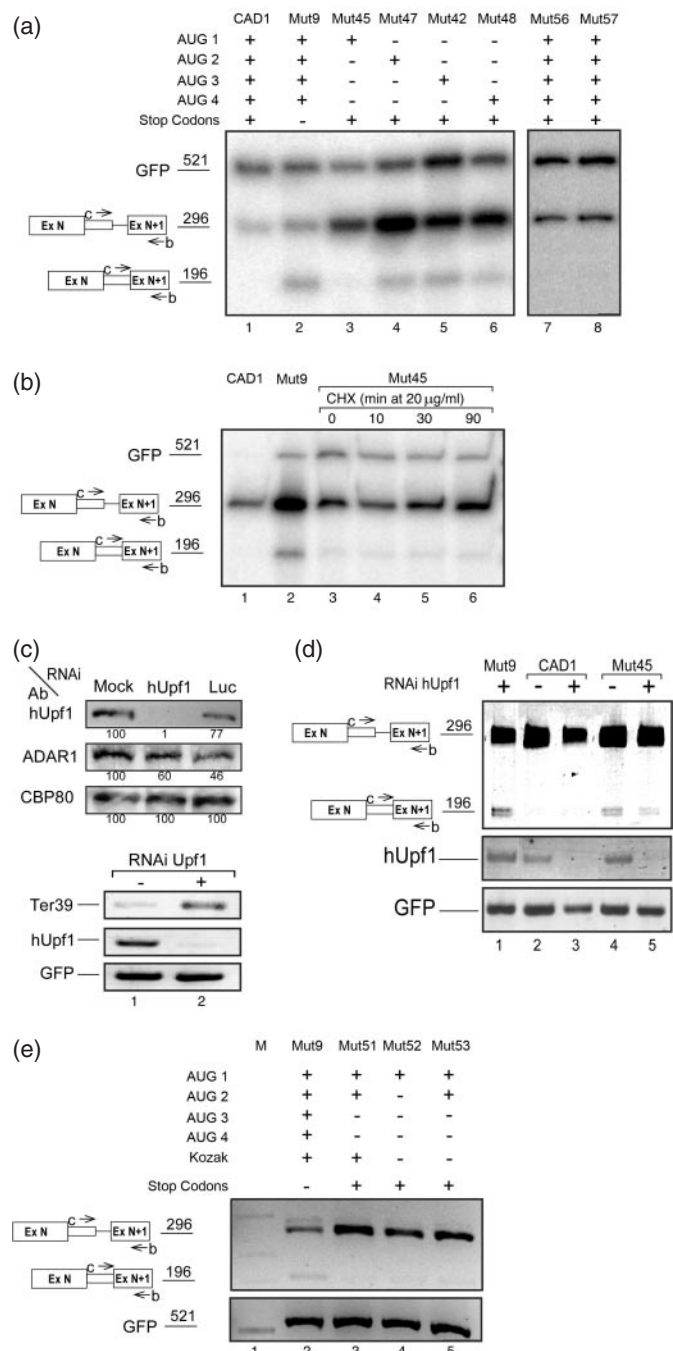 (a)
CAD1 Mut9 Mut45 Mut47 Mut42 Mut48 Mut56 Mut57
AUG 1 + + + - - - + +
AUG 2 + + - + - - + +
AUG 3 + + - - + - + +
AUG 4 + + - - - + + +
Stop Codons + - + + + + + +
GFP 521
Ex N c Ex N+1 b 296
Ex N c Ex N+1 b 196
1 2 3 4 5 6 7 8
(b)
CAD1 Mut9 Mut45
CHX (min at 20 μg/ml)
0 10 30 90
GFP 521
Ex N c Ex N+1 b 296
Ex N c Ex N+1 b 196
1 2 3 4 5 6
(c)
RNAi
Ab
Mock hUpf1 Luc
hUpf1
100 1 77
ADAR1
100 60 46
CBP80
100 100 100
RNAi Upf1
- +
Ter39
hUpf1
GFP
1 2
(d)
Mut9 CAD1 Mut45
RNAi hUpf1 + - + - +
Ex N c Ex N+1 b 296
Ex N c Ex N+1 b 196
hUpf1
GFP
1 2 3 4 5
(e)
M Mut9 Mut51 Mut52 Mut53
AUG 1 + + + +
AUG 2 + + - +
AUG 3 + - - -
AUG 4 + - - -
Kozak + + - -
Stop Codons - + + +
Ex N c Ex N+1 b 296
Ex N c Ex N+1 b 196
GFP 521
1 2 3 4 5